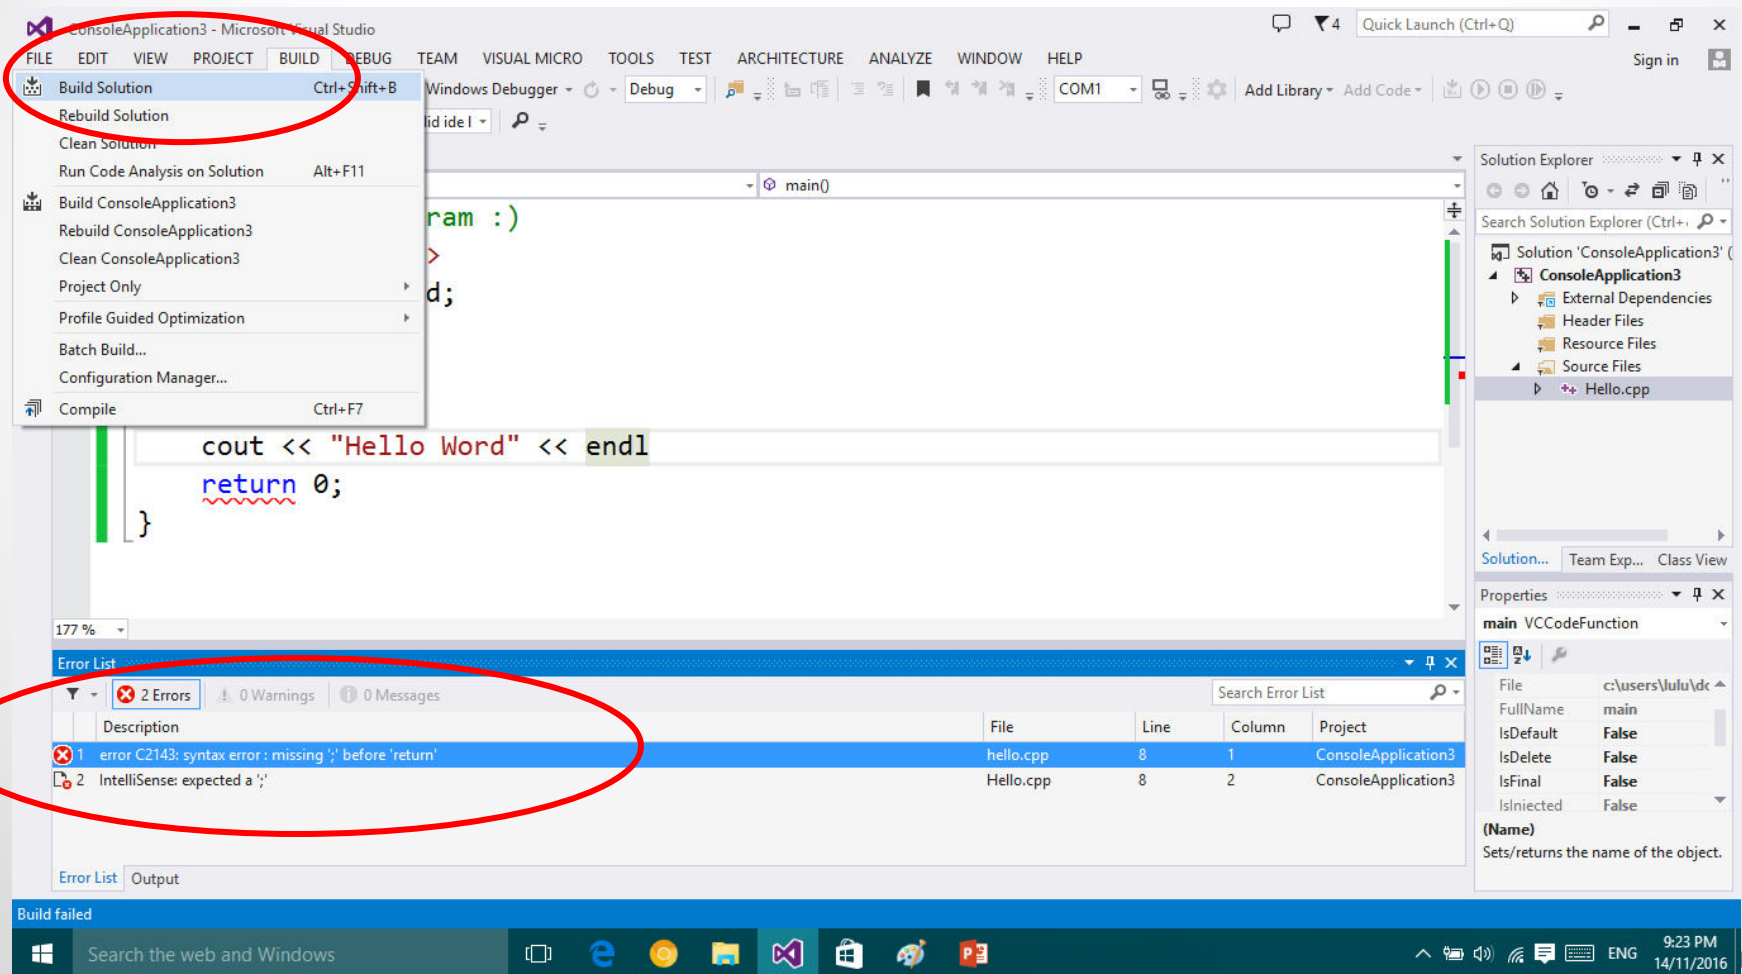 ConsoleApplication3 - Microsoft Visual Studio
4
Quick Launch (Ctrl+Q)
FILE EDIT VIEW PROJECT BUILD DEBUG TEAM VISUAL MICRO TOOLS TEST ARCHITECTURE ANALYZE WINDOW HELP
Sign in
Build Solution Ctrl+Shift+B
Windows Debugger Debug COM1 Add Library Add Code
Rebuild Solution
Clean Solution
Run Code Analysis on Solution Alt+F11
Build ConsoleApplication3
Rebuild ConsoleApplication3
Clean ConsoleApplication3
Project Only
Profile Guided Optimization
Batch Build...
Configuration Manager...
Compile Ctrl+F7
main()
ram :)
>
d;
cout << "Hello Word" << endl
return 0;
}
177 %
Solution Explorer
Search Solution Explorer (Ctrl+
Solution 'ConsoleApplication3' (
ConsoleApplication3
External Dependencies
Header Files
Resource Files
Source Files
Hello.cpp
Solution... Team Exp... Class View
Properties
main VCCodeFunction
File c:\users\lulu\dc
FullName main
IsDefault False
IsDelete False
IsFinal False
IsInjected False
(Name)
Sets/returns the name of the object.
Error List
2 Errors 0 Warnings 0 Messages
Search Error List
Description File Line Column Project
1 error C2143: syntax error : missing ';' before 'return' hello.cpp 8 1 ConsoleApplication3
2 IntelliSense: expected a ';' Hello.cpp 8 2 ConsoleApplication3
Error List Output
Build failed
Search the web and Windows
ENG
9:23 PM
14/11/2016